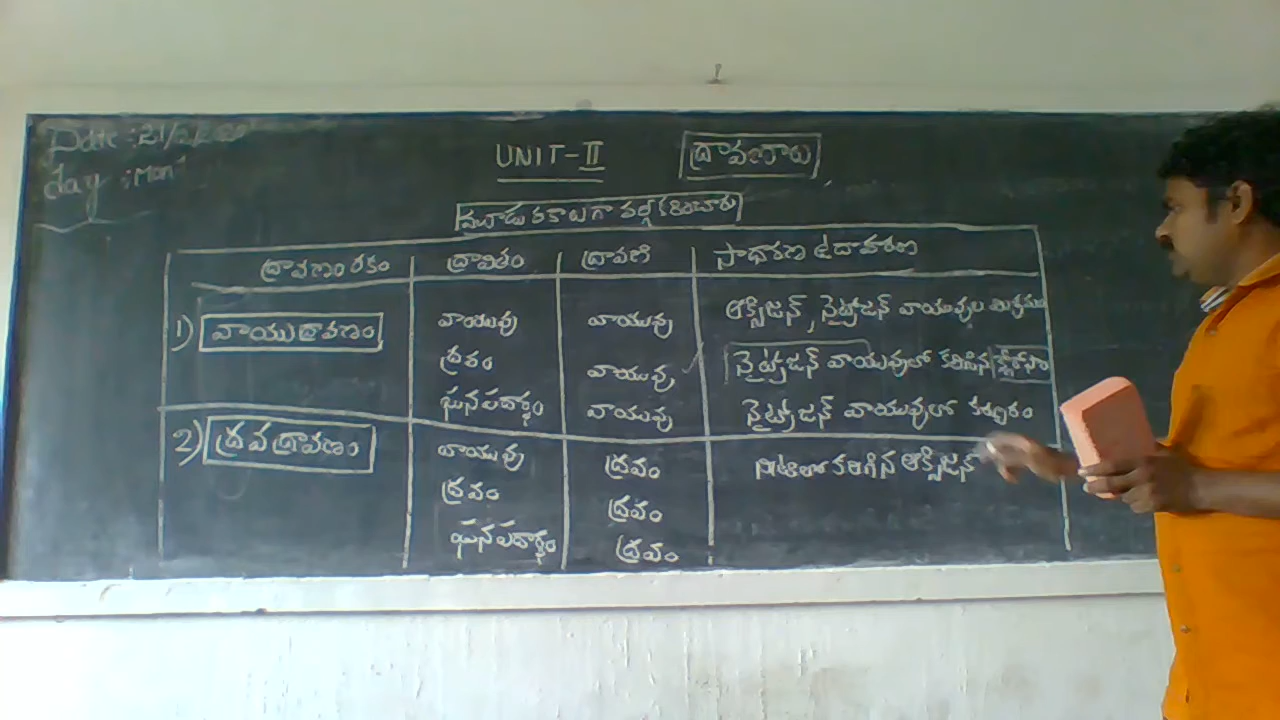 Date : 21/2/20
day : Mon
UNIT-II ద్రావణాలు
మూడు రకాలుగా వర్గీకరించారు
ద్రావణం రకం ద్రావితం ద్రావణి సాధారణ ఉదాహరణ
1) వాయుద్రావణం వాయువు వాయువు ఆక్సిజన్, నైట్రోజన్ వాయువుల మిశ్రమం
ద్రవం వాయువు నైట్రోజన్ వాయువులో కలిసిన
ఘనపదార్థం వాయువు నైట్రోజన్ వాయువులో కర్పూరం
2) ద్రవద్రావణం వాయువు ద్రవం నీటిలో కరిగిన ఆక్సిజన్
ద్రవం ద్రవం
ఘనపదార్థం ద్రవం